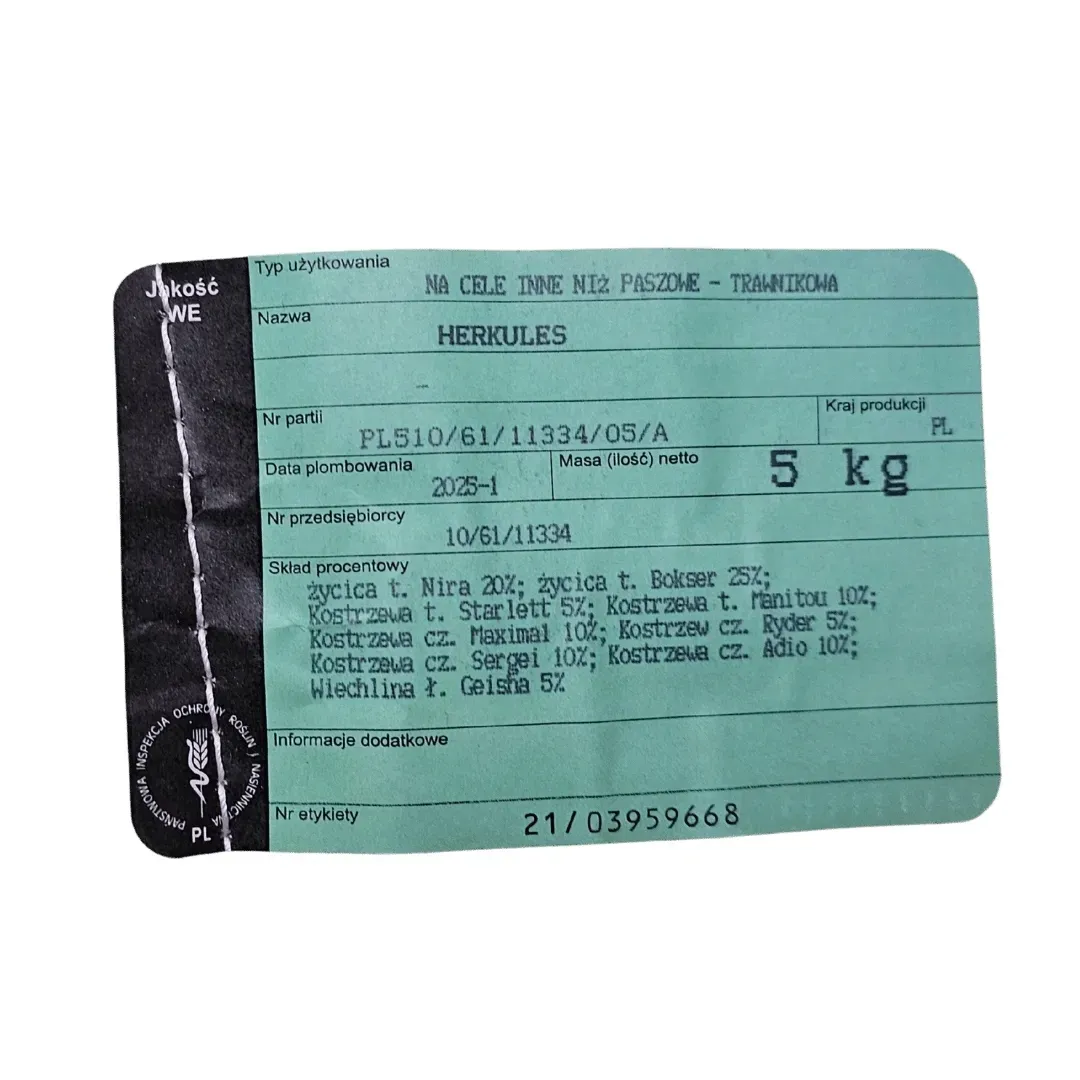 Jakość
WE
Typ użytkowania
NA CELE INNE NIż PASZOWE - TRAWNIKOWA
Nazwa
HERKULES
-
Nr partii
PL510/61/11334/05/A
Kraj produkcji
PL
Data plombowania
2025-1
Masa (ilość) netto
5 kg
Nr przedsiębiorcy
10/61/11334
Skład procentowy
życica t. Nira 20%; życica t. Bokser 25%;
Kostrzewa t. Starlett 5%; Kostrzewa t. Manitou 10%;
Kostrzewa cz. Maximal 10%; Kostrzew cz. Ryder 5%;
Kostrzewa cz. Sergei 10%; Kostrzewa cz. Adio 10%;
Wiechlina ł. Geisha 5%
Informacje dodatkowe
Nr etykiety
21/03959668
PAŃSTWOWA INSPEKCJA OCHRONY ROŚLIN I NASIENNICTWA
PL